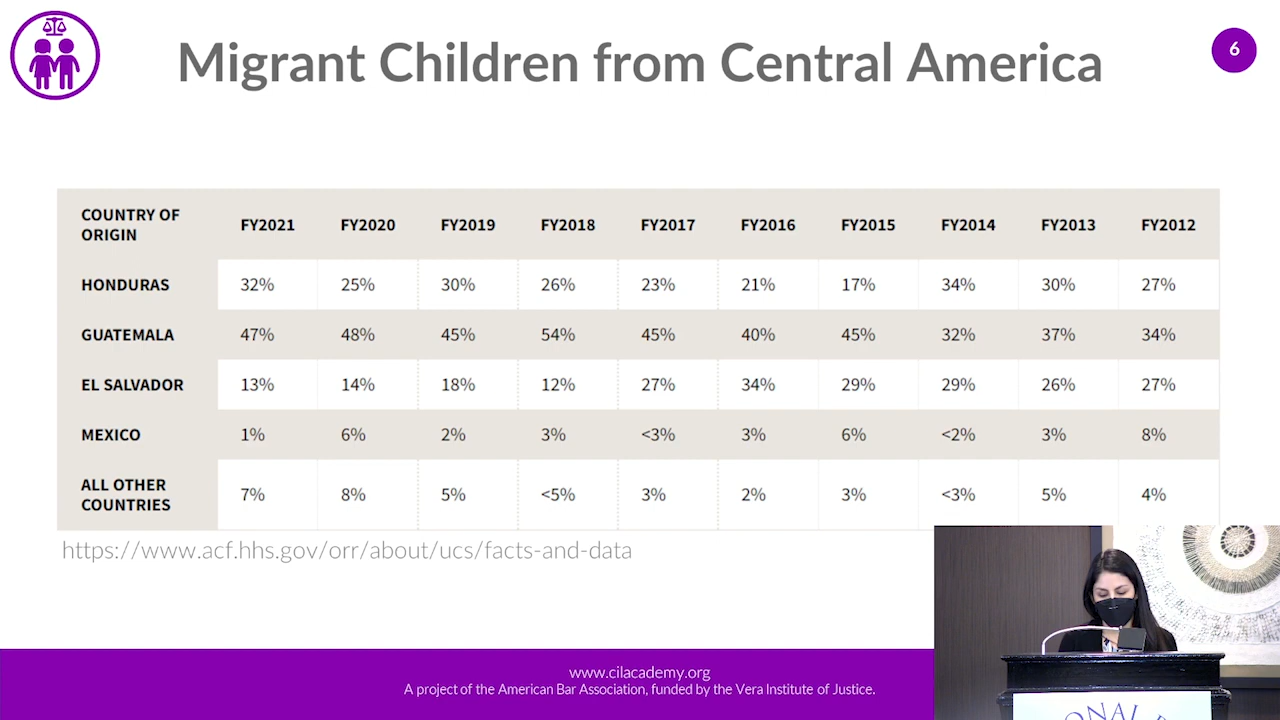 Migrant Children from Central America
6
COUNTRY OF ORIGIN FY2021 FY2020 FY2019 FY2018 FY2017 FY2016 FY2015 FY2014 FY2013 FY2012
HONDURAS 32% 25% 30% 26% 23% 21% 17% 34% 30% 27%
GUATEMALA 47% 48% 45% 54% 45% 40% 45% 32% 37% 34%
EL SALVADOR 13% 14% 18% 12% 27% 34% 29% 29% 26% 27%
MEXICO 1% 6% 2% 3% <3% 3% 6% <2% 3% 8%
ALL OTHER COUNTRIES 7% 8% 5% <5% 3% 2% 3% <3% 5% 4%
https://www.acf.hhs.gov/orr/about/ucs/facts-and-data
www.cilacademy.org
A project of the American Bar Association, funded by the Vera Institute of Justice.